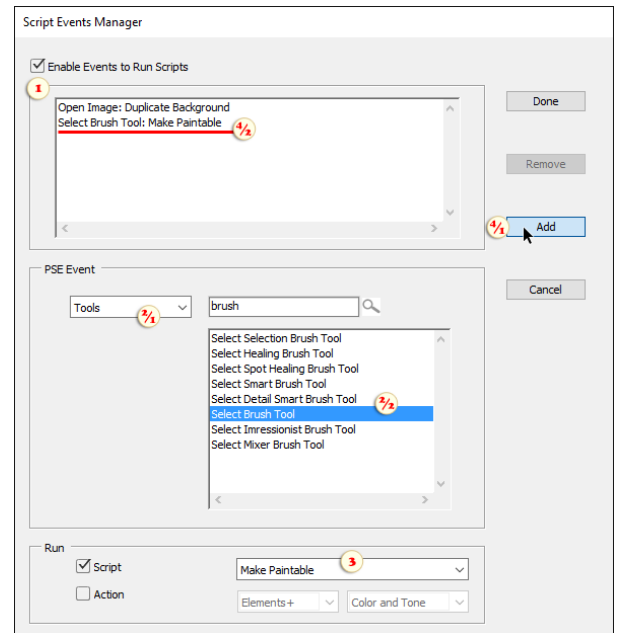 Script Events Manager
Enable Events to Run Scripts
1
Open Image: Duplicate Background
Select Brush Tool: Make Paintable
4/2
Done
Remove
4/1
Add
Cancel
PSE Event
Tools
2/1
brush
Select Selection Brush Tool
Select Healing Brush Tool
Select Spot Healing Brush Tool
Select Smart Brush Tool
Select Detail Smart Brush Tool
2/2
Select Brush Tool
Select Imressionist Brush Tool
Select Mixer Brush Tool
Run
Script
Make Paintable
3
Action
Elements+
Color and Tone